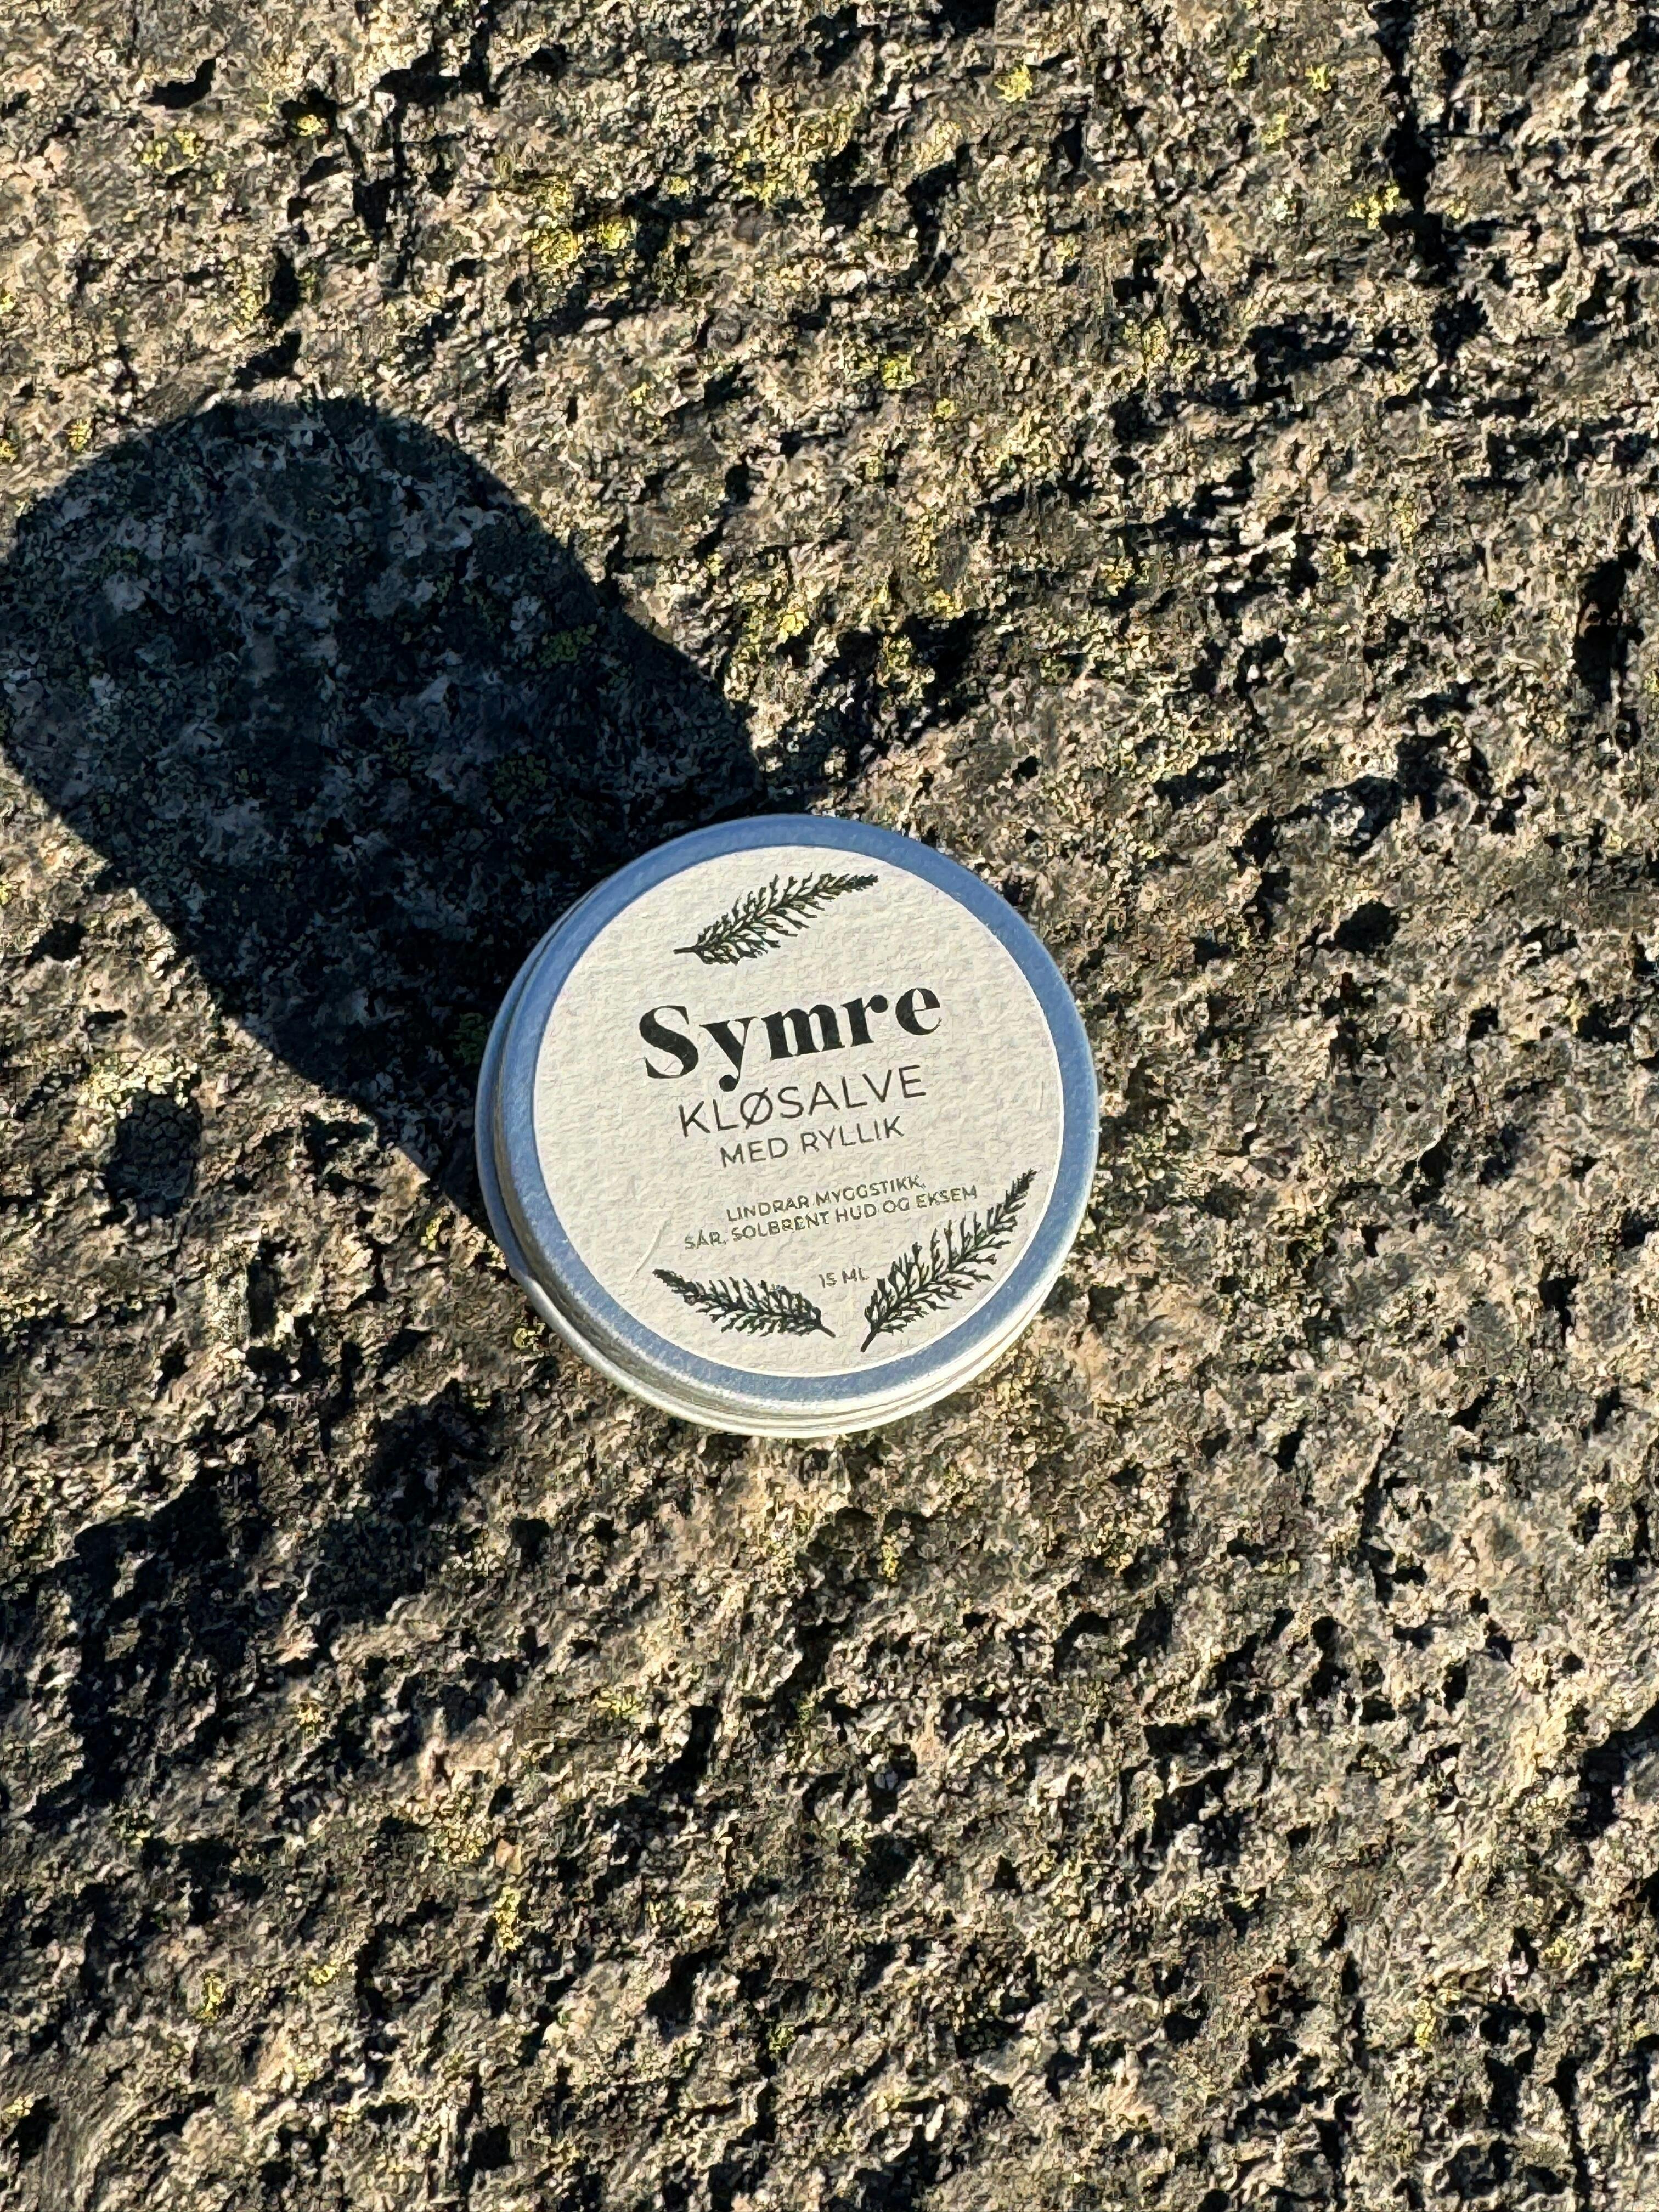 Symre
KLØSALVE
MED RYLLIK
LINDRAR MYGGSTIKK,
SÅR, SOLBRENT HUD OG EKSEM
15 ML